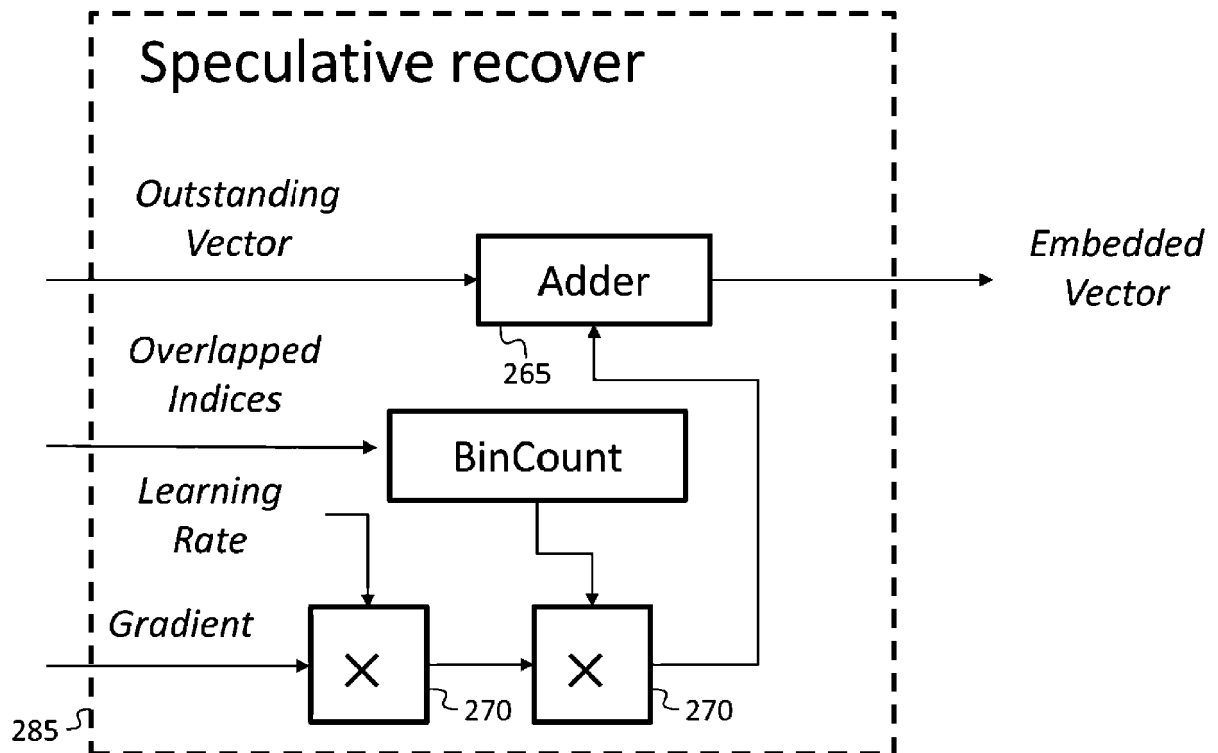 Speculative recover
Outstanding
Vector
Adder
Embedded
Vector
265
Overlapped
Indices
BinCount
Learning
Rate
Gradient
×
×
270
270
285